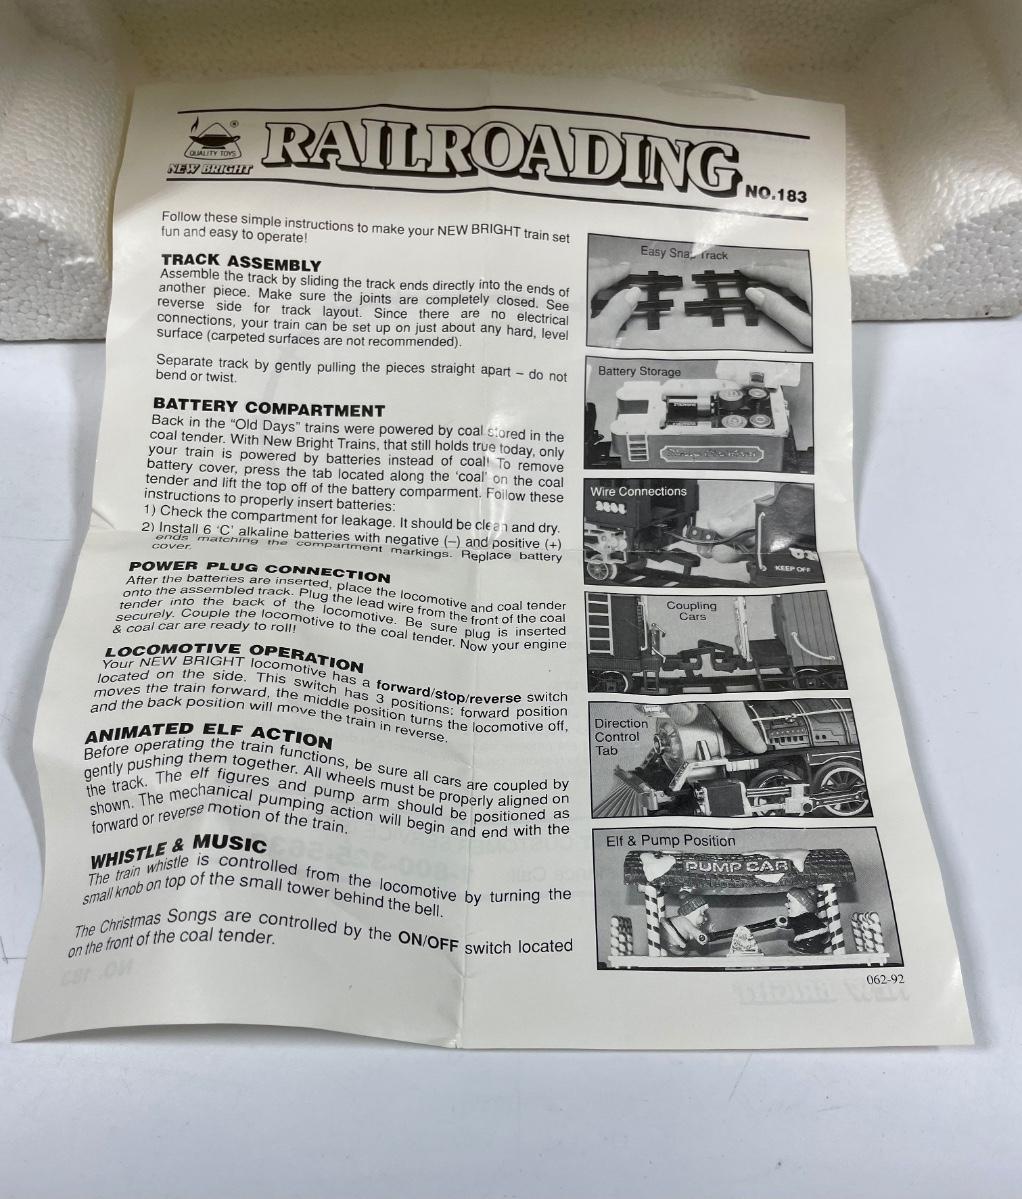 QUALITY TOYS
NEW BRIGHT
RAILROADING
NO.183
Follow these simple instructions to make your NEW BRIGHT train set
fun and easy to operate!
TRACK ASSEMBLY
Assemble the track by sliding the track ends directly into the ends of
another piece. Make sure the joints are completely closed. See
reverse side for track layout. Since there are no electrical
connections, your train can be set up on just about any hard, level
surface (carpeted surfaces are not recommended).
Separate track by gently pulling the pieces straight apart – do not
bend or twist.
BATTERY COMPARTMENT
Back in the “Old Days” trains were powered by coal stored in the
coal tender. With New Bright Trains, that still holds true today, only
your train is powered by batteries instead of coal! To remove
battery cover, press the tab located along the 'coal' on the coal
tender and lift the top off of the battery comparment. Follow these
instructions to properly insert batteries:
1) Check the compartment for leakage. It should be clean and dry.
2) Install 6 'C' alkaline batteries with negative (–) and positive (+)
ends matching the compartment markings. Replace battery
cover.
POWER PLUG CONNECTION
After the batteries are inserted, place the locomotive and coal tender
onto the assembled track. Plug the lead wire from the front of the coal
tender into the back of the locomotive. Be sure plug is inserted
securely. Couple the locomotive to the coal tender. Now your engine
& coal car are ready to roll!
LOCOMOTIVE OPERATION
Your NEW BRIGHT locomotive has a forward/stop/reverse switch
located on the side. This switch has 3 positions: forward position
moves the train forward, the middle position turns the locomotive off,
and the back position will move the train in reverse.
ANIMATED ELF ACTION
Before operating the train functions, be sure all cars are coupled by
gently pushing them together. All wheels must be properly aligned on
the track. The elf figures and pump arm should be positioned as
shown. The mechanical pumping action will begin and end with the
forward or reverse motion of the train.
WHISTLE & MUSIC
The train whistle is controlled from the locomotive by turning the
small knob on top of the small tower behind the bell.
The Christmas Songs are controlled by the ON/OFF switch located
on the front of the coal tender.
Easy Snap Track
Battery Storage
New Bright
Wire Connections
KEEP OFF
Coupling
Cars
Direction
Control
Tab
Elf & Pump Position
PUMP CAR
062-92